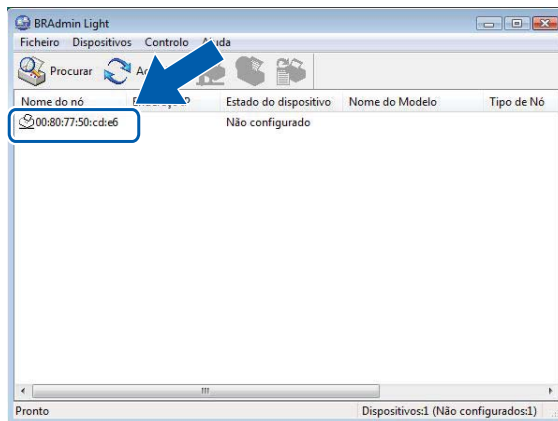 BRAdmin Light
Ficheiro Dispositivos Controlo Ajuda
Procurar
Nome do nó Estado do dispositivo Nome do Modelo Tipo de Nó
00:80:77:50:cd:e6 Não configurado
Pronto Dispositivos:1 (Não configurados:1)